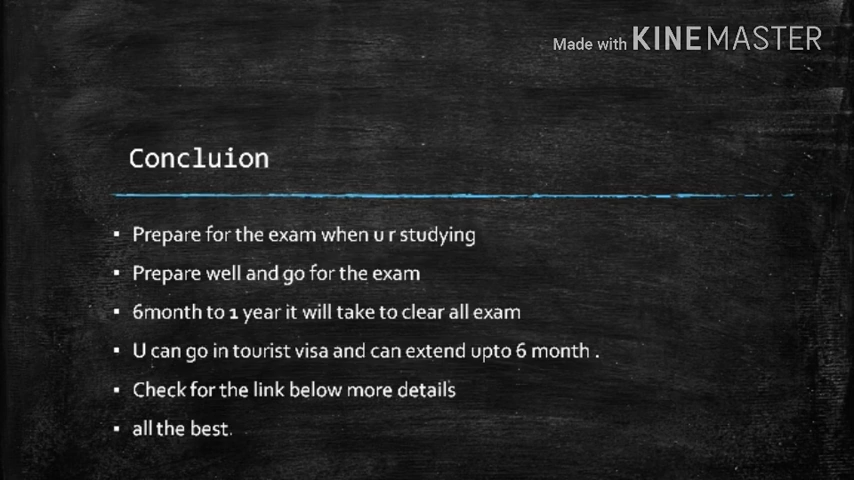 Made with KINEMASTER
Concluion
▪ Prepare for the exam when u r studying
▪ Prepare well and go for the exam
▪ 6month to 1 year it will take to clear all exam
▪ U can go in tourist visa and can extend upto 6 month .
▪ Check for the link below more details
▪ all the best.